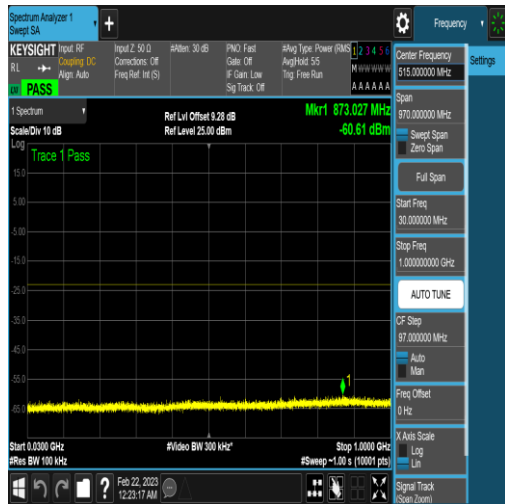 Spectrum Analyzer 1
Swept SA
Frequency
KEYSIGHT
Input: RF
Coupling: DC
Align: Auto
Input Z: 50 Ω
Corrections: Off
Freq Ref: Int (S)
#Atten: 30 dB
PNO: Fast
Gate: Off
IF Gain: Low
Sig Track: Off
#Avg Type: Power (RMS)
Avg|Hold: 5/5
Trig: Free Run
1 2 3 4 5 6
M W W W W W
A A A A A A
R L
PASS
1 Spectrum
Scale/Div 10 dB
Ref Lvl Offset 9.28 dB
Ref Level 25.00 dBm
Mkr1 873.027 MHz
-60.61 dBm
Log
Trace 1 Pass
15.0
5.00
-5.00
-15.0
-25.0
-35.0
-45.0
-55.0
-65.0
1
Start 0.0300 GHz
#Res BW 100 kHz
#Video BW 300 kHz*
Stop 1.0000 GHz
#Sweep ~1.00 s (10001 pts)
?
Feb 22, 2023
12:23:17 AM
Center Frequency
515.000000 MHz
Settings
Span
970.000000 MHz
Swept Span
Zero Span
Full Span
Start Freq
30.000000 MHz
Stop Freq
1.000000000 GHz
AUTO TUNE
CF Step
97.000000 MHz
Auto
Man
Freq Offset
0 Hz
X Axis Scale
Log
Lin
Signal Track
(Span Zoom)